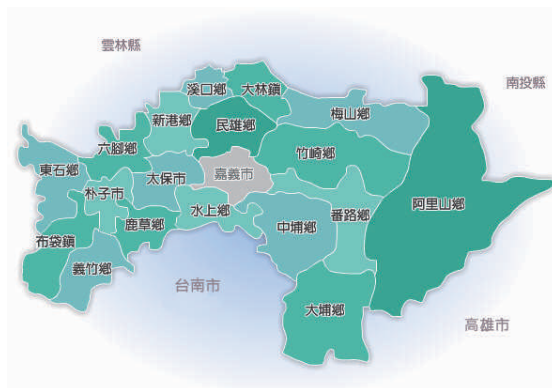 雲林縣
南投縣
溪口鄉
大林鎮
梅山鄉
新港鄉
民雄鄉
六腳鄉
竹崎鄉
東石鄉
太保市
嘉義市
朴子市
阿里山鄉
水上鄉
番路鄉
鹿草鄉
中埔鄉
布袋鎮
義竹鄉
台南市
大埔鄉
高雄市